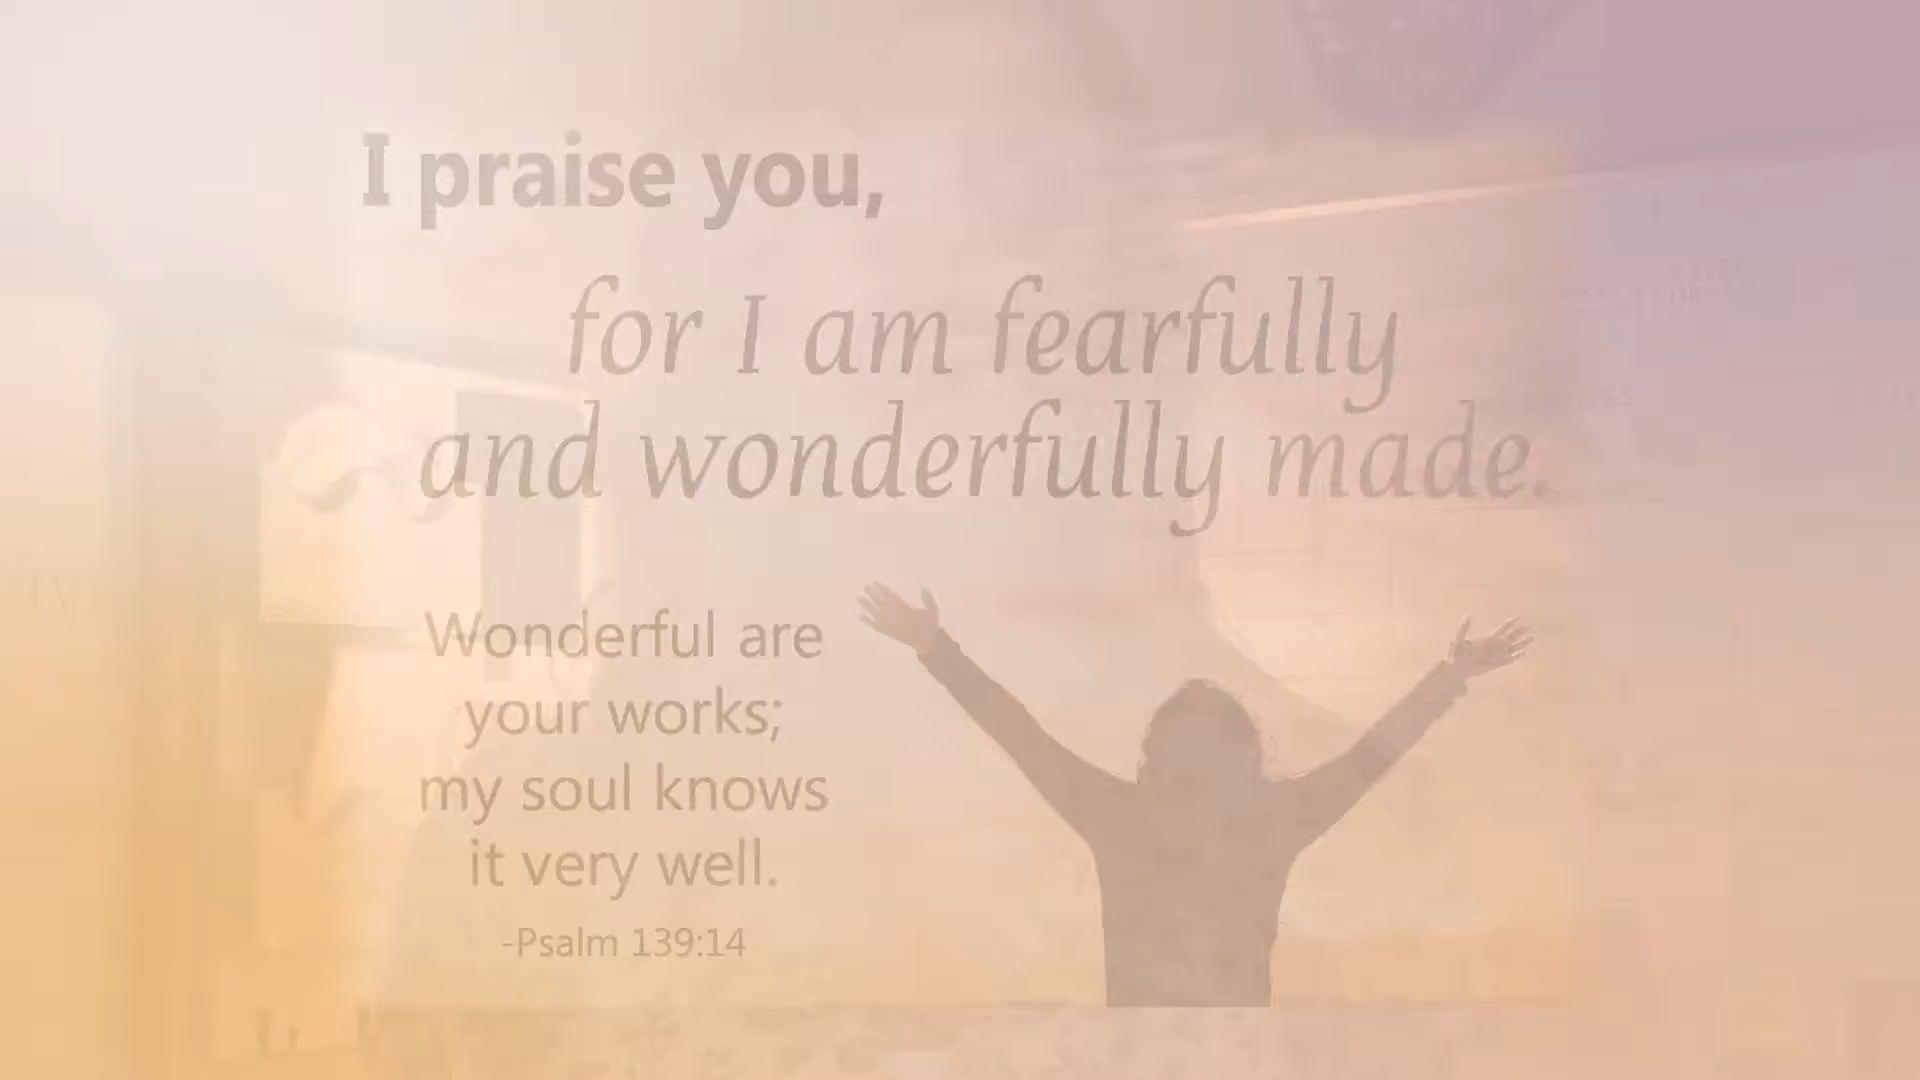 I praise you,
for I am fearfully
and wonderfully made.
Wonderful are
your works;
my soul knows
it very well.
-Psalm 139:14